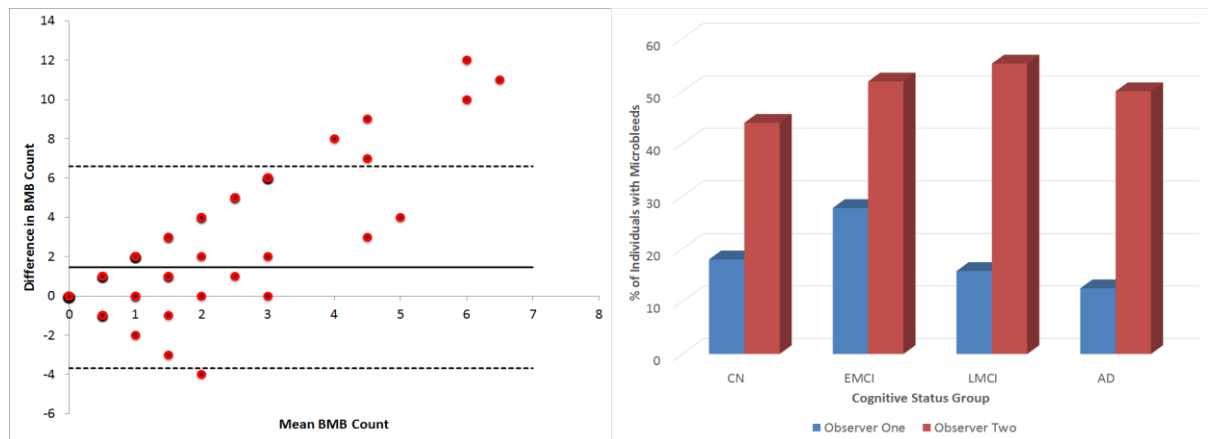 14
12
10
8
6
4
2
0
-2
-4
-6
0 1 2 3 4 5 6 7 8
Difference in BMB Count
Mean BMB Count
60
50
40
30
20
10
0
% of Individuals with Microbleeds
CN EMCI LMCI AD
Cognitive Status Group
Observer One Observer Two